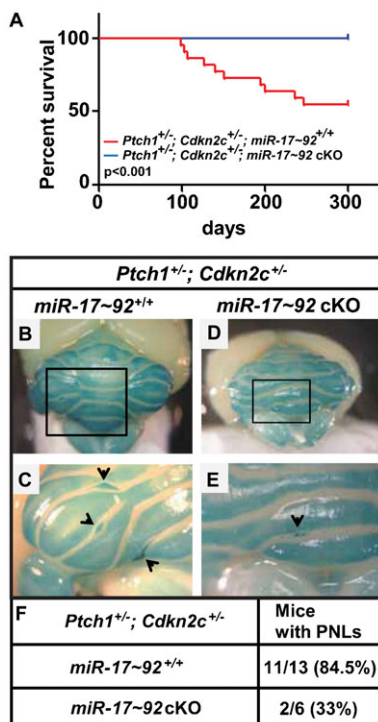 A
Percent survival
100
50
0
Ptch1+/-; Cdkn2c+/-; miR-17~92+/+
Ptch1+/-; Cdkn2c+/-; miR-17~92 cKO
p<0.001
0 100 200 300
days
Ptch1+/-; Cdkn2c+/-
miR-17~92+/+ miR-17~92 cKO
B D
C E
F Ptch1+/-; Cdkn2c+/- Mice with PNLs
miR-17~92+/+ 11/13 (84.5%)
miR-17~92 cKO 2/6 (33%)